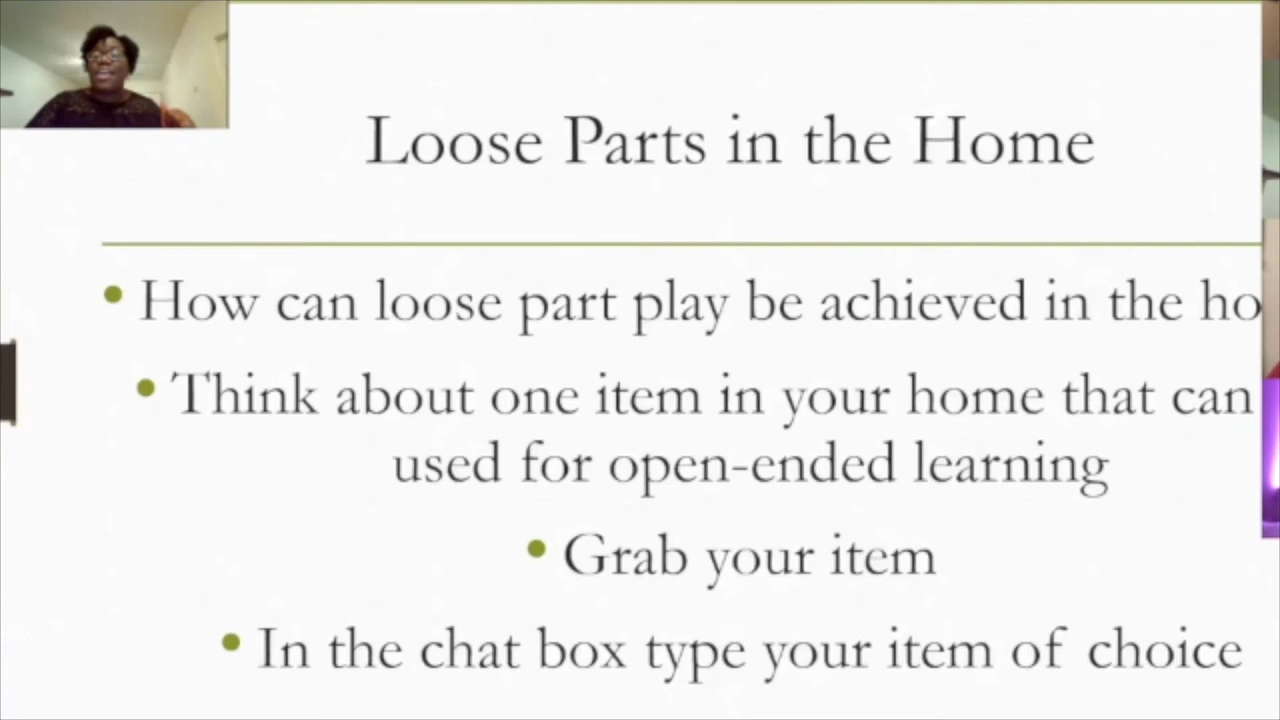 Loose Parts in the Home
• How can loose part play be achieved in the ho
• Think about one item in your home that can
used for open-ended learning
• Grab your item
• In the chat box type your item of choice